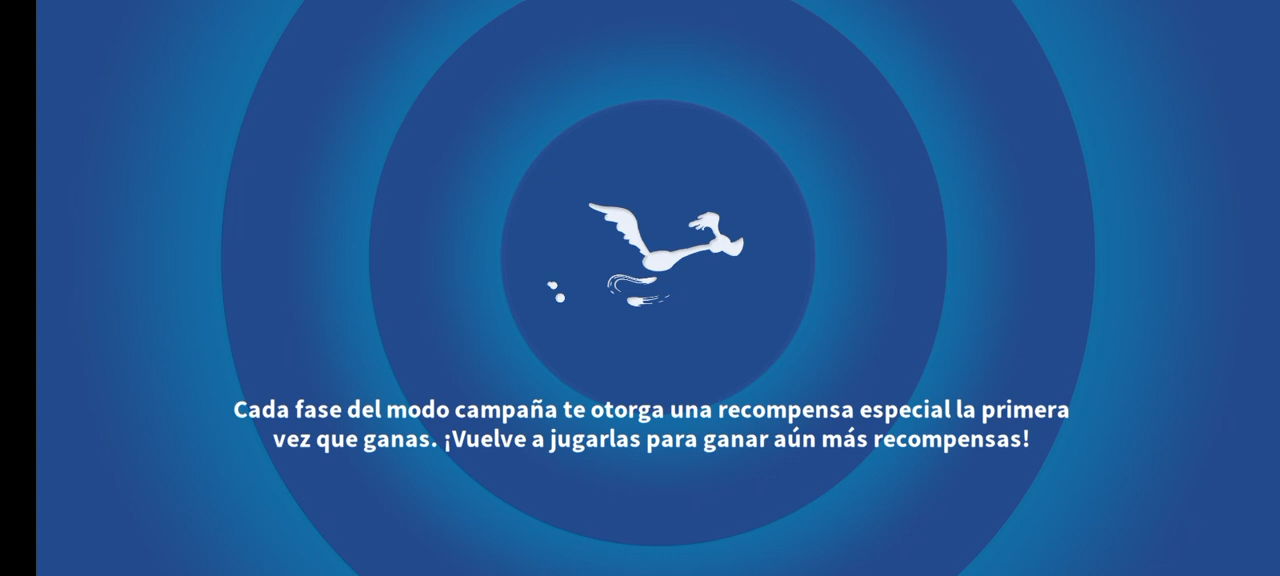 Cada fase del modo campaña te otorga una recompensa especial la primera
vez que ganas. ¡Vuelve a jugarlas para ganar aún más recompensas!